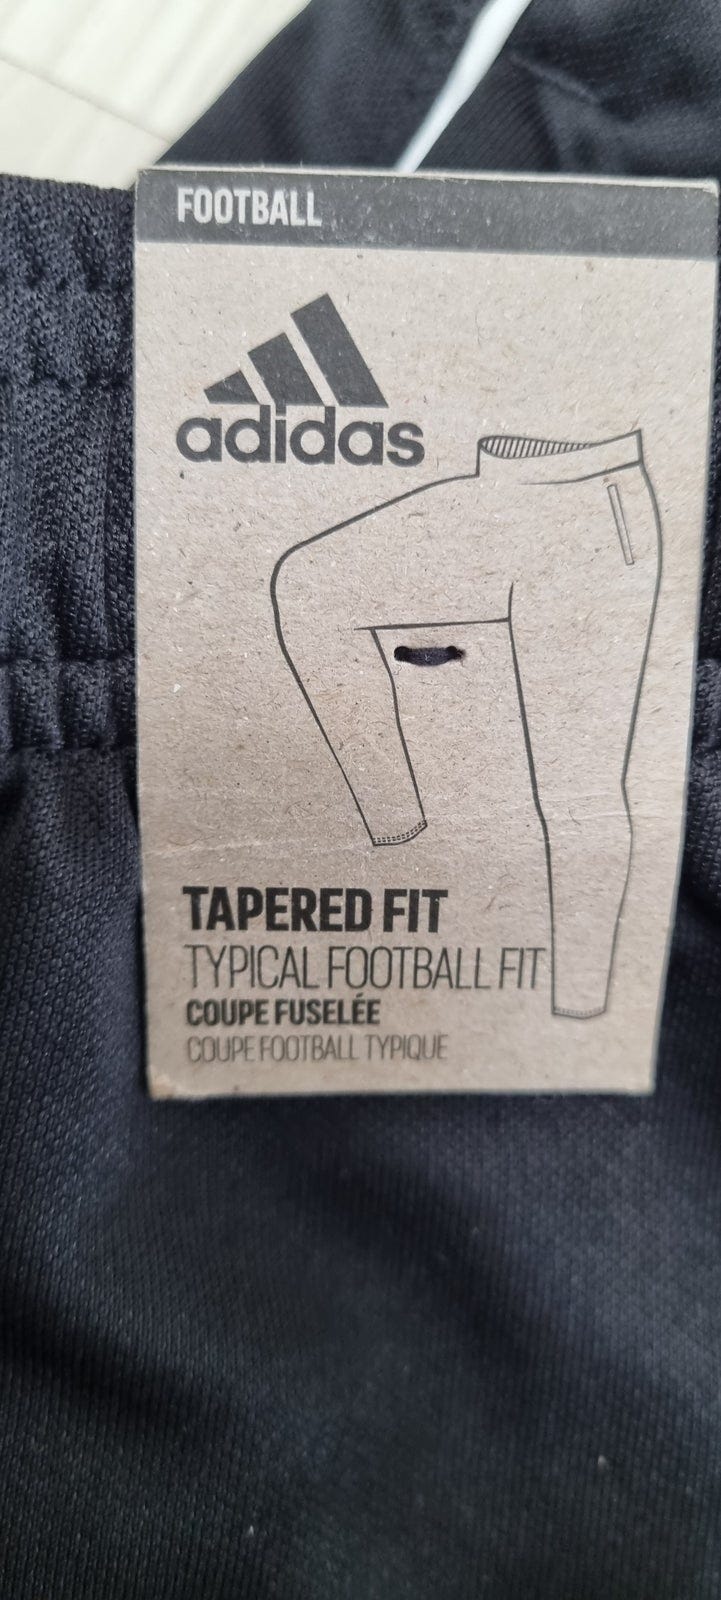 FOOTBALL
adidas
TAPERED FIT
TYPICAL FOOTBALL FIT
COUPE FUSELÉE
COUPE FOOTBALL TYPIQUE